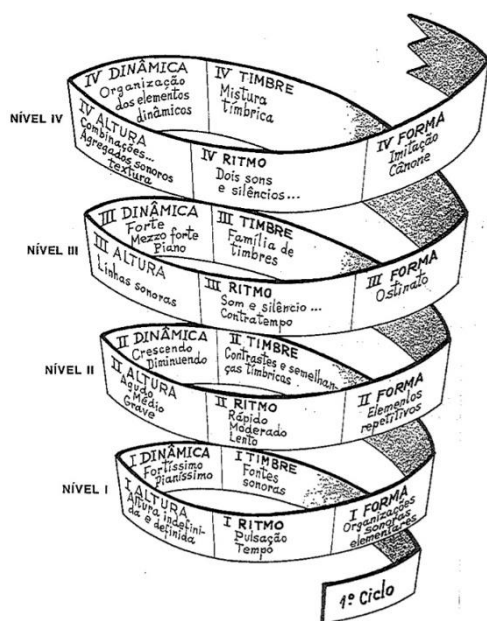 NÍVEL IV
IV DINÂMICA
Organização
dos elementos
dinâmicos
IV TIMBRE
Mistura
tímbrica
IV ALTURA
Combinações...
Agregados sonoros
textura
IV RITMO
Dois sons
e silêncios...
IV FORMA
Imitação
Cânone
NÍVEL III
III DINÂMICA
Forte
Mezzo forte
Piano
III TIMBRE
Família de
timbres
III ALTURA
Linhas sonoras
III RITMO
Som e silêncio...
Contratempo
III FORMA
Ostinato
NÍVEL II
II DINÂMICA
Crescendo
Diminuendo
II TIMBRE
Contrastes e semelhan-
ças tímbricas
II ALTURA
Agudo
Médio
Grave
II RITMO
Rápido
Moderado
Lento
II FORMA
Elementos
repetitivos
NÍVEL I
I DINÂMICA
Fortíssimo
Pianíssimo
I TIMBRE
Fontes
sonoras
I ALTURA
Altura indefini-
da e definida
I RITMO
Pulsação
Tempo
I FORMA
Organizações
sonoras
elementares
1º Ciclo